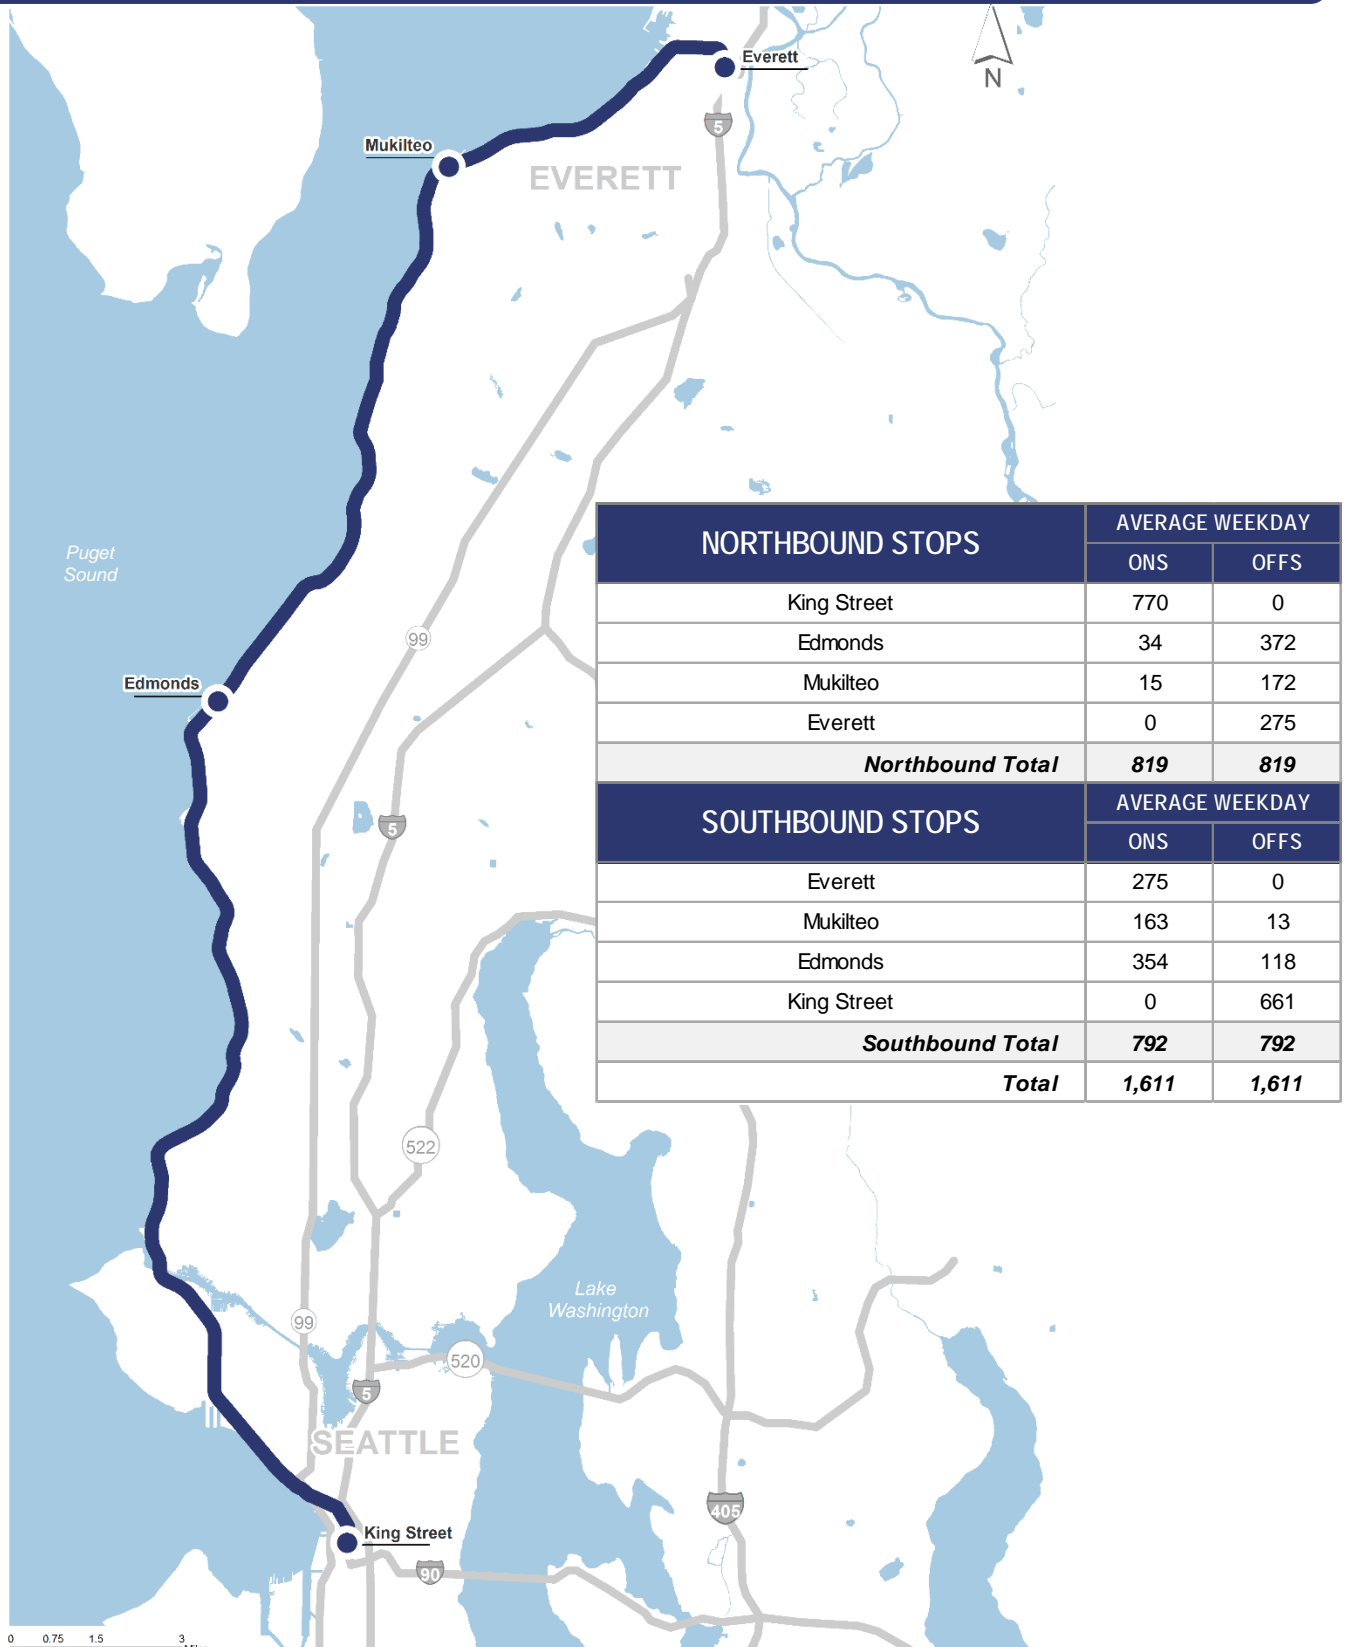 Everett
N
5
Mukilteo
EVERETT
Puget
Sound
NORTHBOUND STOPS AVERAGE WEEKDAY
ONS OFFS
King Street 770 0
Edmonds 34 372
Mukilteo 15 172
Everett 0 275
Northbound Total 819 819
SOUTHBOUND STOPS AVERAGE WEEKDAY
ONS OFFS
Everett 275 0
Mukilteo 163 13
Edmonds 354 118
King Street 0 661
Southbound Total 792 792
Total 1,611 1,611
99
Edmonds
5
522
Lake
Washington
99
520
5
SEATTLE
405
King Street
90
0 0.75 1.5 3
Miles